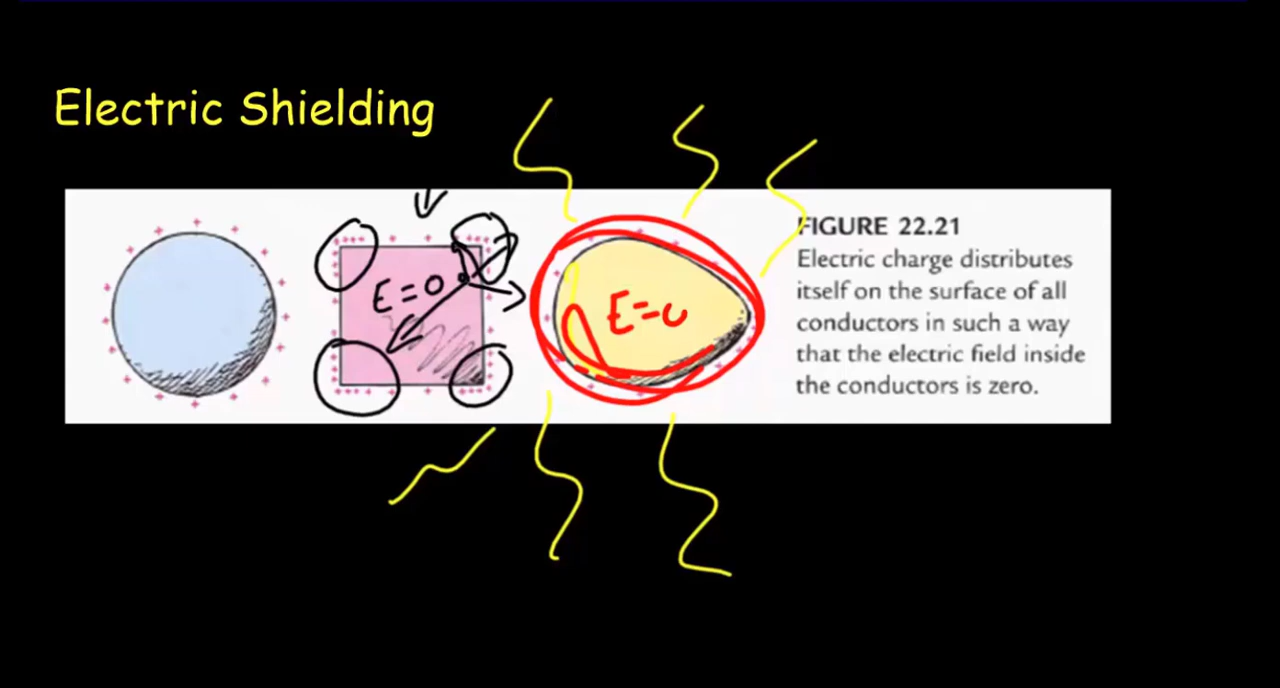 Electric Shielding
E=0
E=0
FIGURE 22.21
Electric charge distributes
itself on the surface of all
conductors in such a way
that the electric field inside
the conductors is zero.